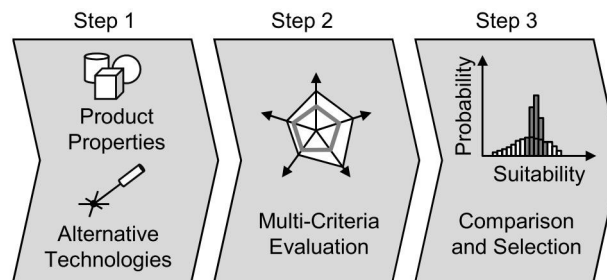 Step 1
Step 2
Step 3
Product
Properties
Alternative
Technologies
Multi-Criteria
Evaluation
Probability
Suitability
Comparison
and Selection